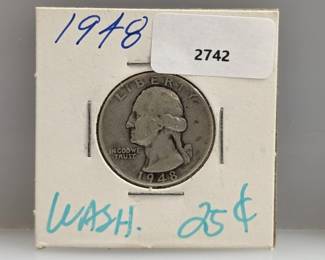 1948
2742
LIBERTY
IN GOD WE
TRUST
1948
WASH. 25¢